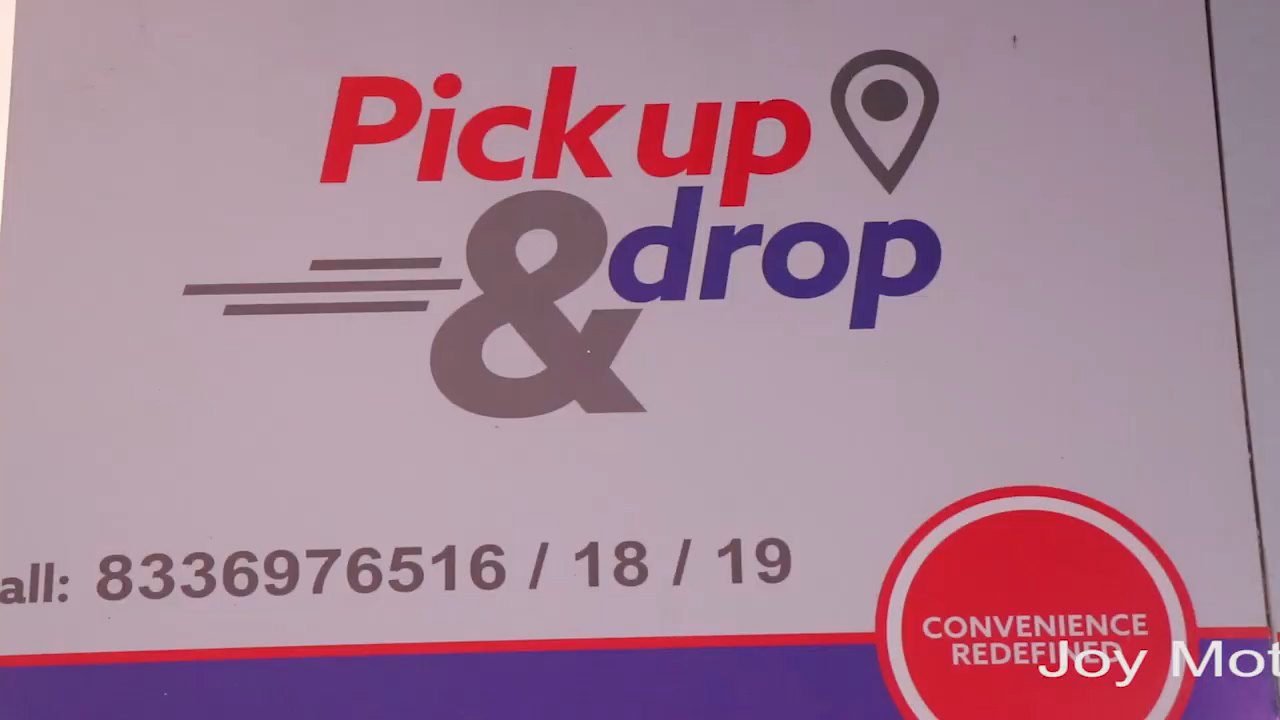 Pick up
& drop
all: 8336976516 / 18 / 19
CONVENIENCE
REDEFINED
Joy Mot